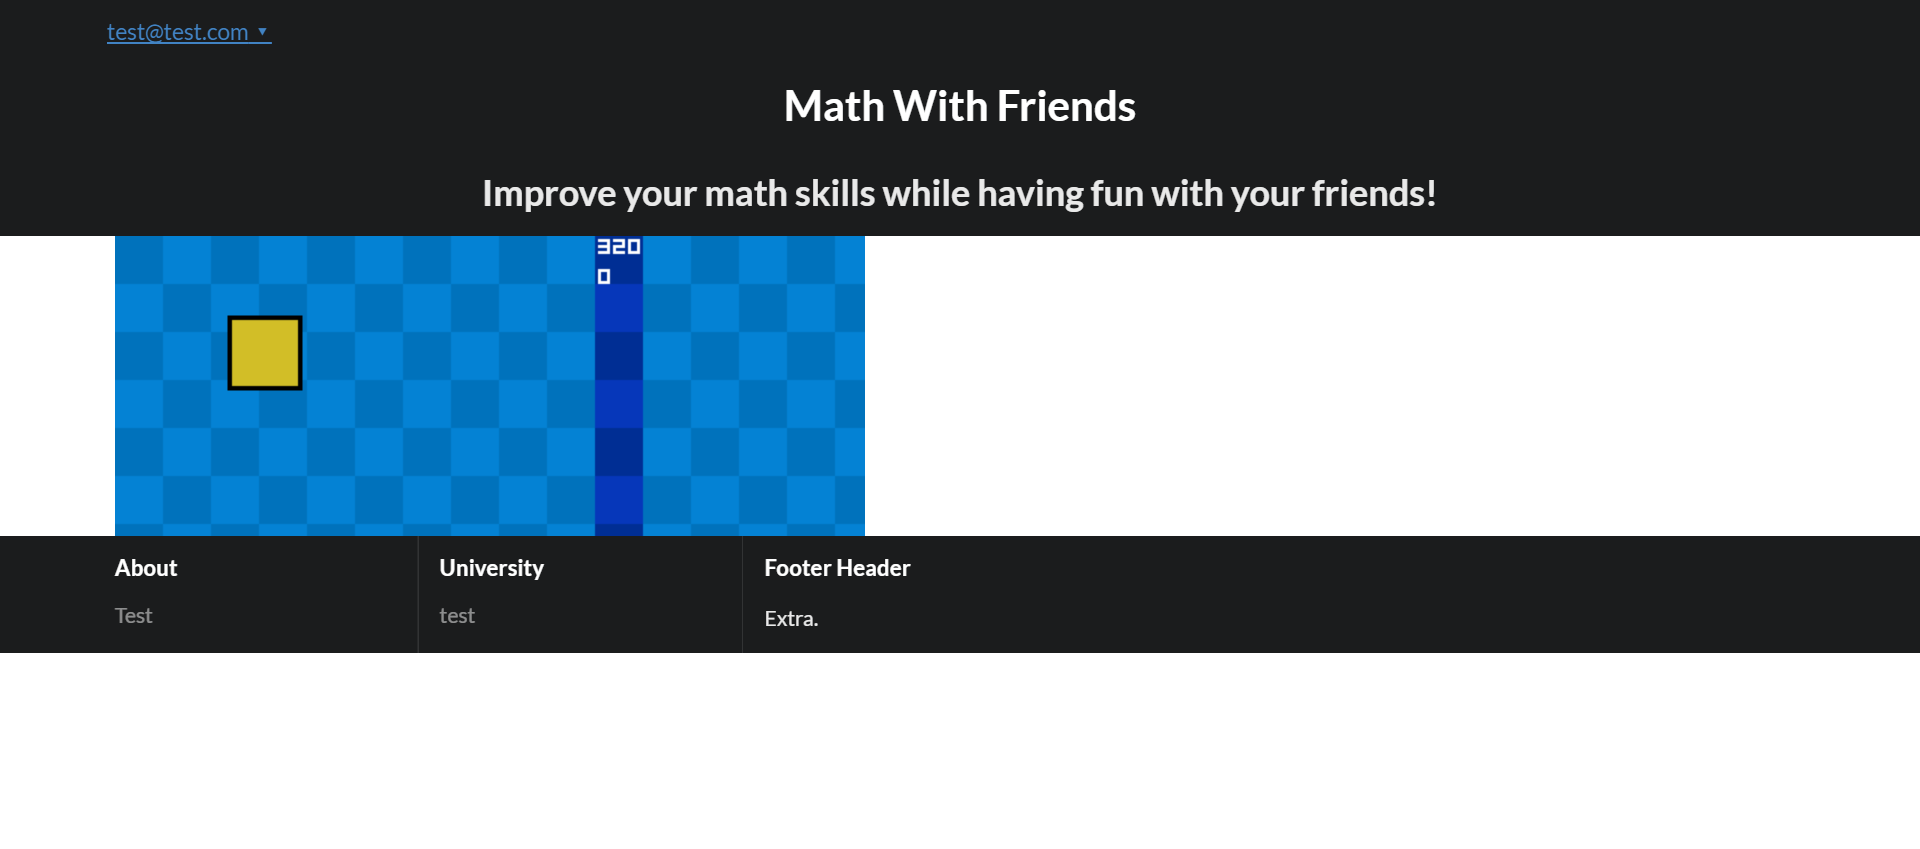 test@test.com ▼
Math With Friends
Improve your math skills while having fun with your friends!
320
0
About
Test
University
test
Footer Header
Extra.